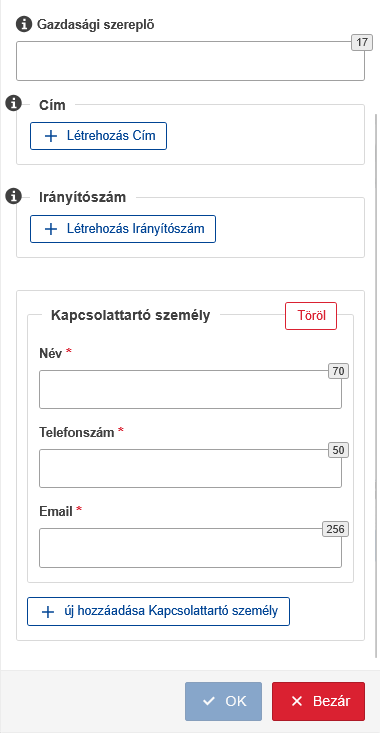 Gazdasági szereplő
17
Cím
Létrehozás Cím
Irányítószám
Létrehozás Irányítószám
Kapcsolattartó személy
Töröl
Név *
70
Telefonszám *
50
Email *
256
új hozzáadása Kapcsolattartó személy
OK
Bezár